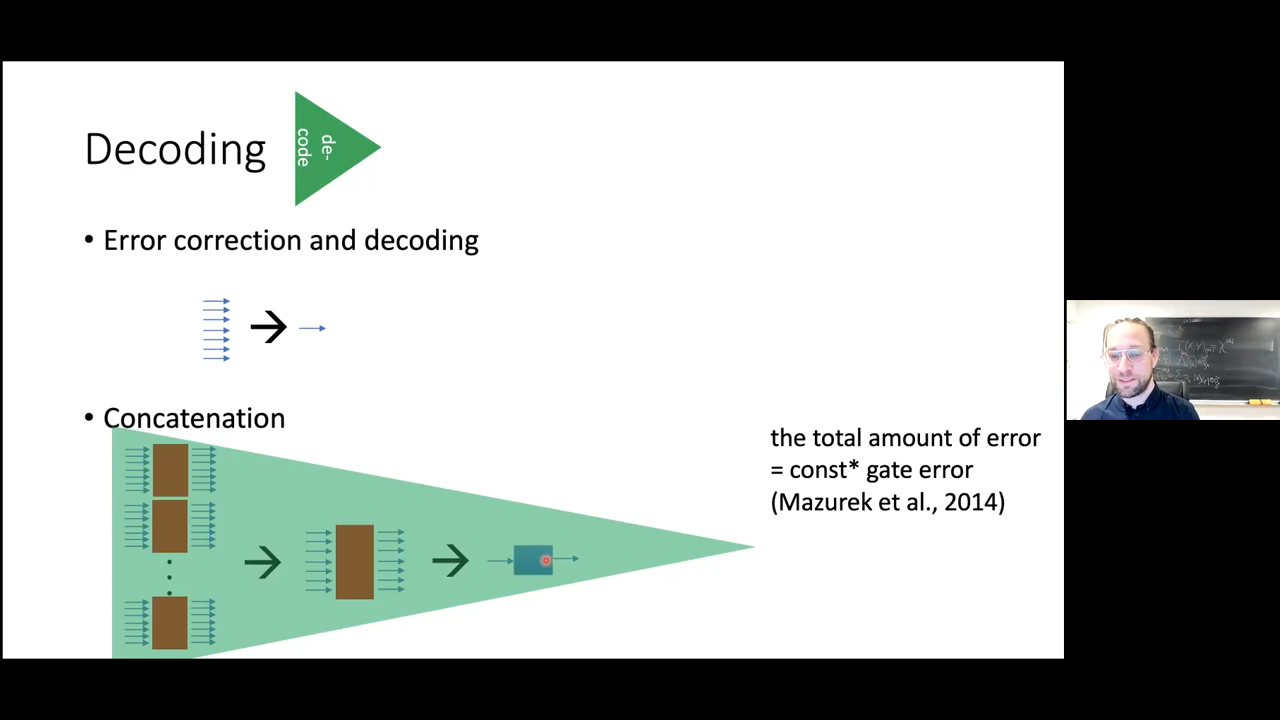 Decoding
de-
code
• Error correction and decoding
• Concatenation
the total amount of error
= const* gate error
(Mazurek et al., 2014)